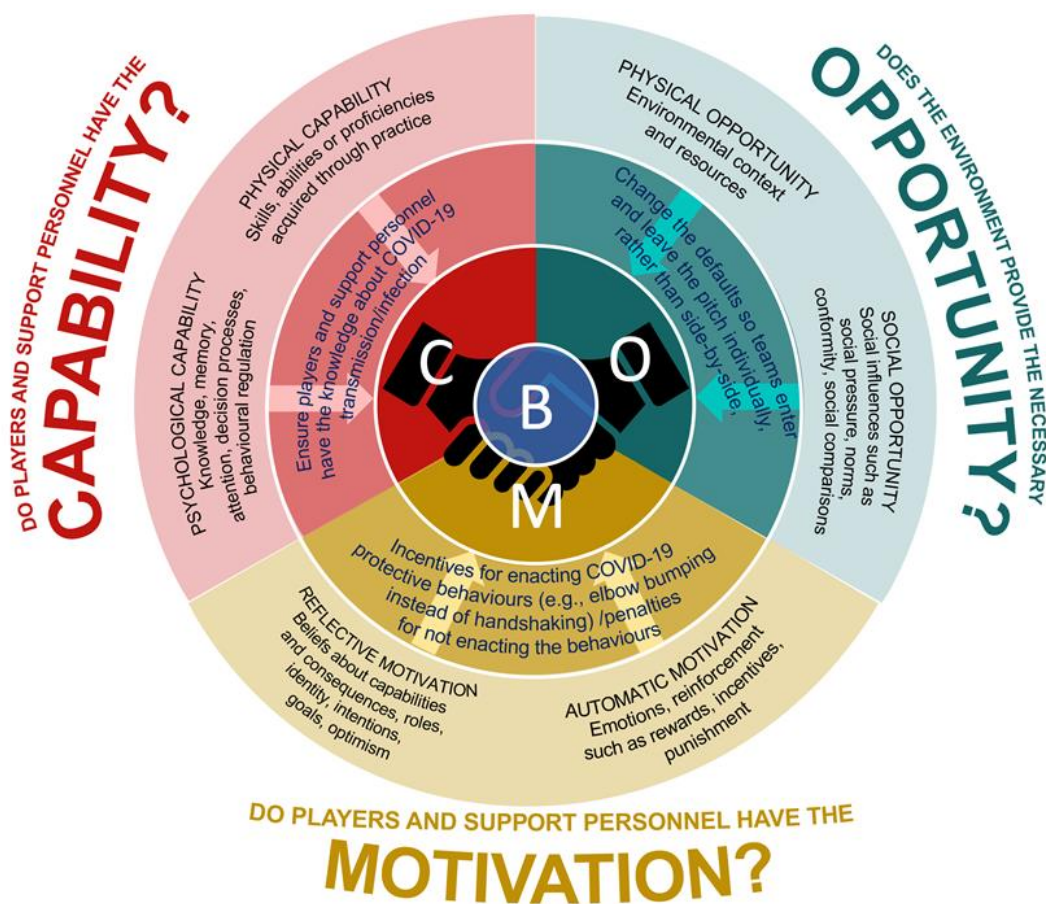 DO PLAYERS AND SUPPORT PERSONNEL HAVE THE
CAPABILITY?
PHYSICAL CAPABILITY
Skills, abilities or proficiencies
acquired through practice
PSYCHOLOGICAL CAPABILITY
Knowledge, memory,
attention, decision processes,
behavioural regulation
Ensure players and support personnel
have the knowledge about COVID-19
transmission/infection
DOES THE ENVIRONMENT PROVIDE THE NECESSARY
OPPORTUNITY?
PHYSICAL OPPORTUNITY
Environmental context
and resources
SOCIAL OPPORTUNITY
Social influences such as
social pressure, norms,
conformity, social comparisons
Change the defaults so teams enter
and leave the pitch individually,
rather than side-by-side,
C
B
O
M
Incentives for enacting COVID-19
protective behaviours (e.g., elbow bumping
instead of handshaking) /penalties
for not enacting the behaviours
REFLECTIVE MOTIVATION
Beliefs about capabilities
and consequences, roles,
identity, intentions,
goals, optimism
AUTOMATIC MOTIVATION
Emotions, reinforcement
such as rewards, incentives,
punishment
DO PLAYERS AND SUPPORT PERSONNEL HAVE THE
MOTIVATION?